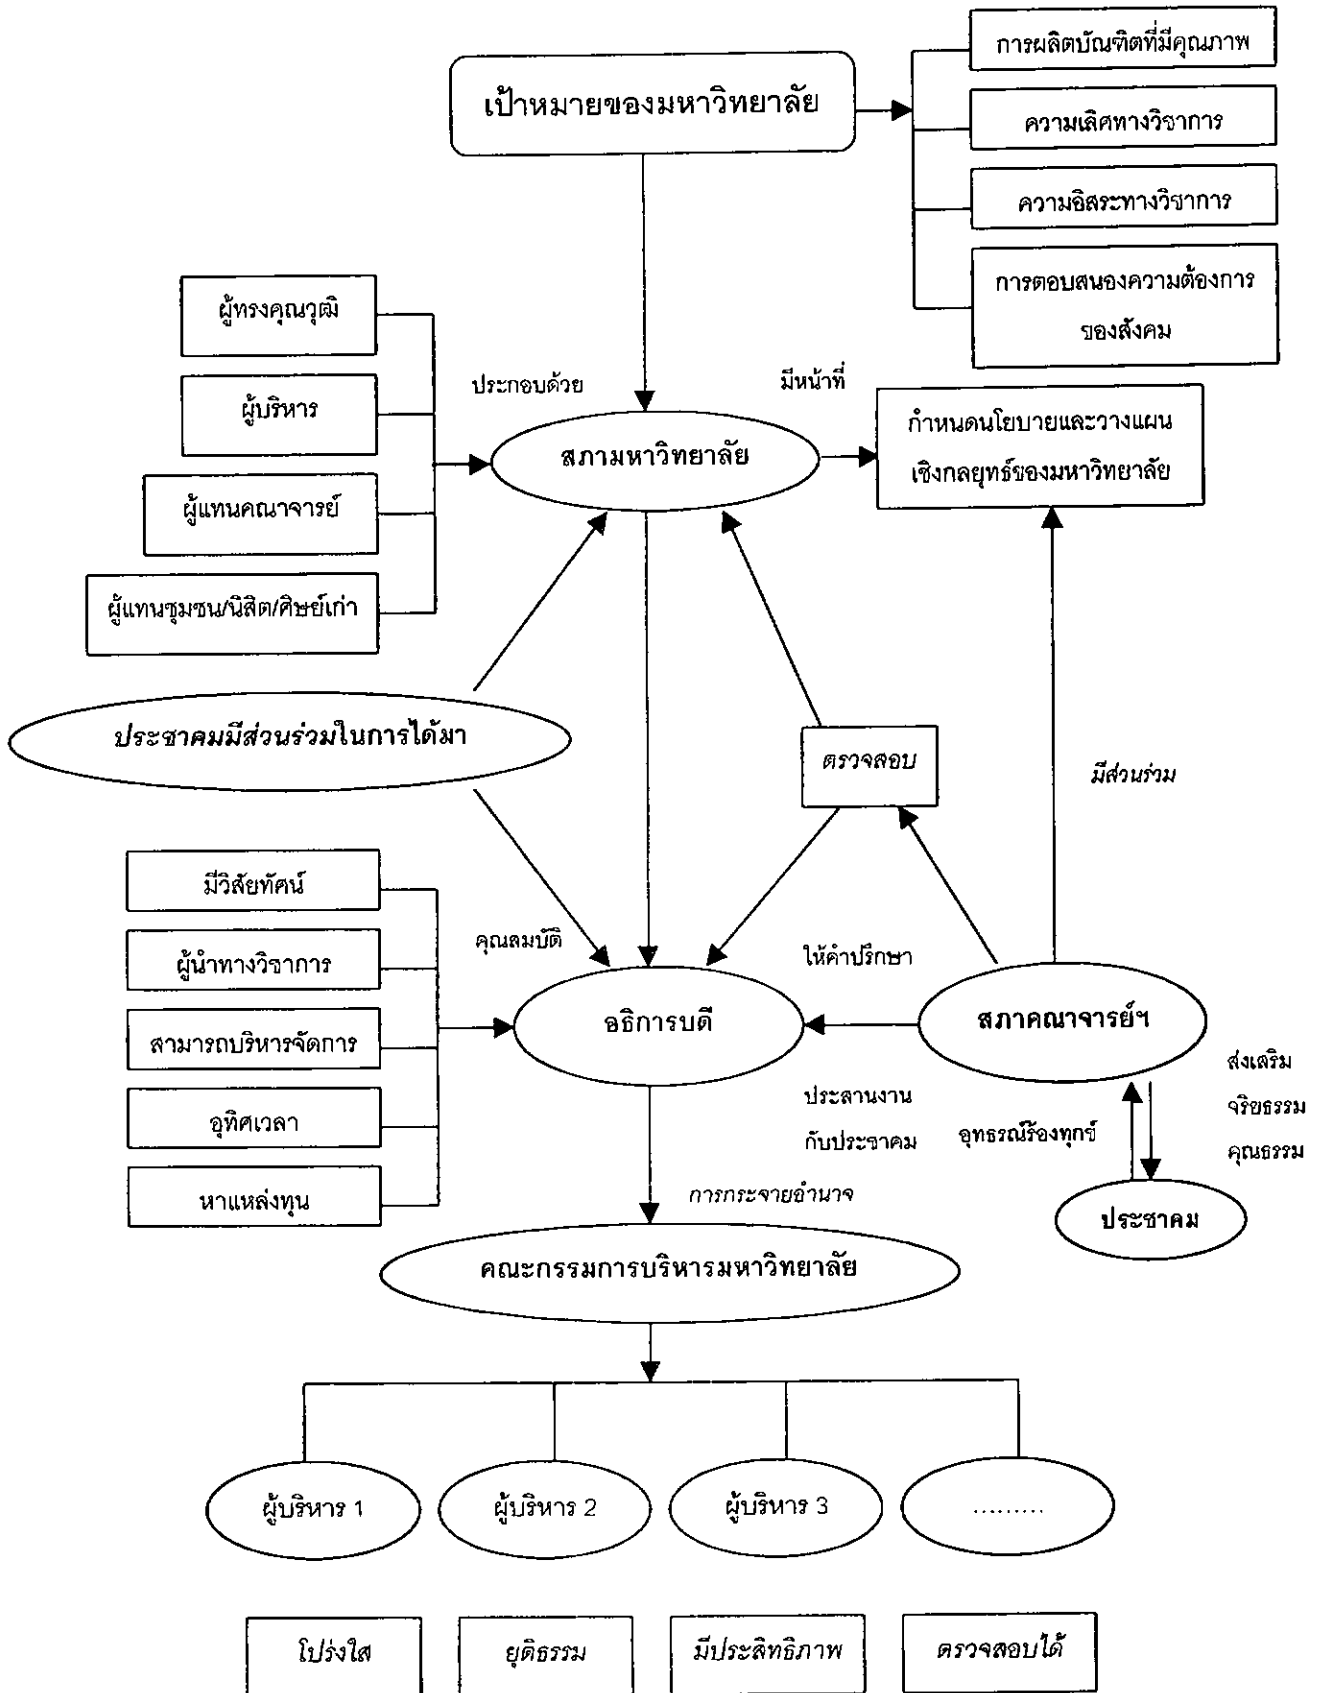 เป้าหมายของมหาวิทยาลัย
การผลิตบัณฑิตที่มีคุณภาพ
ความเลิศทางวิชาการ
ความอิสระทางวิชาการ
การตอบสนองความต้องการ
ของสังคม
ผู้ทรงคุณวุฒิ
ผู้บริหาร
ผู้แทนคณาจารย์
ผู้แทนชุมชน/นิสิต/ศิษย์เก่า
ประกอบด้วย
มีหน้าที่
สภามหาวิทยาลัย
กำหนดนโยบายและวางแผน
เชิงกลยุทธ์ของมหาวิทยาลัย
ประชาคมมีส่วนร่วมในการได้มา
ตรวจสอบ
มีส่วนร่วม
มีวิสัยทัศน์
ผู้นำทางวิชาการ
สามารถบริหารจัดการ
อุทิศเวลา
หาแหล่งทุน
คุณสมบัติ
ให้คำปรึกษา
อธิการบดี
สภาคณาจารย์ฯ
ประสานงาน
กับประชาคม
อุทธรณ์ร้องทุกข์
ส่งเสริม
จริยธรรม
คุณธรรม
ประชาคม
การกระจายอำนาจ
คณะกรรมการบริหารมหาวิทยาลัย
ผู้บริหาร 1
ผู้บริหาร 2
ผู้บริหาร 3
.........
โปร่งใส
ยุติธรรม
มีประสิทธิภาพ
ตรวจสอบได้